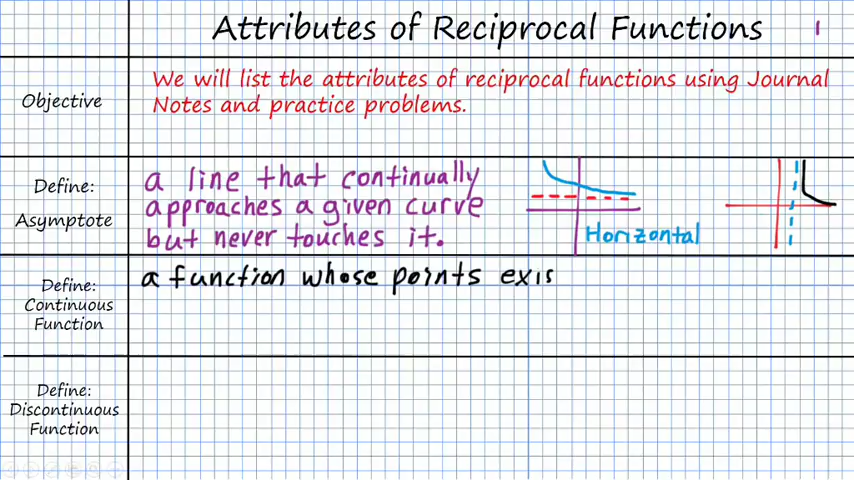 Attributes of Reciprocal Functions
Objective
We will list the attributes of reciprocal functions using Journal
Notes and practice problems.
Define:
Asymptote
a line that continually
approaches a given curve
but never touches it.
Horizontal
Define:
Continuous
Function
a function whose points exis
Define:
Discontinuous
Function